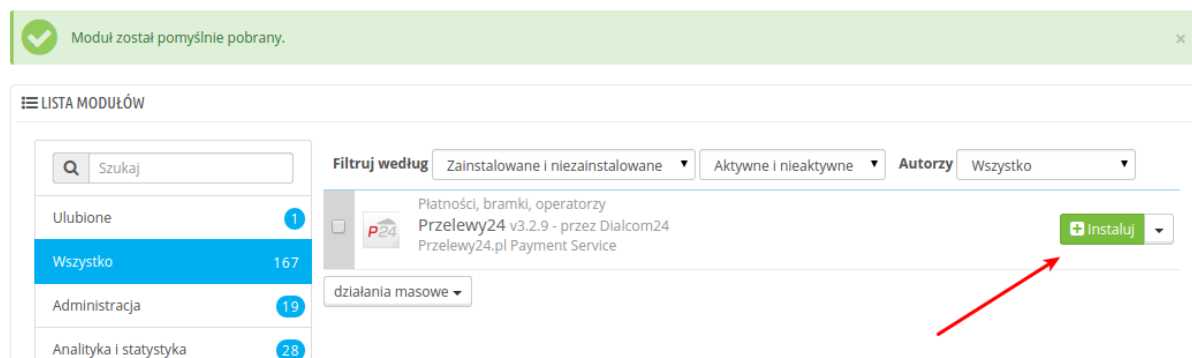 Moduł został pomyślnie pobrany.
×
LISTA MODUŁÓW
Szukaj
Ulubione 1
Wszystko 167
Administracja 19
Analityka i statystyka 28
Filtruj według Zainstalowane i niezainstalowane Aktywne i nieaktywne Autorzy Wszystko
P24
Płatności, bramki, operatorzy
Przelewy24 v3.2.9 - przez Dialcom24
Przelewy24.pl Payment Service
Instaluj
działania masowe